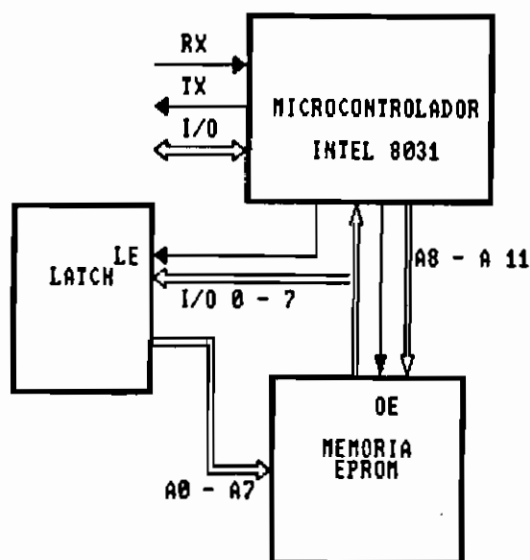 RX
TX
I/O
MICROCONTROLADOR
INTEL 8031
LE
LATCH
I/O 0 - 7
A8 - A 11
OE
MEMORIA
EPROM
A0 - A7